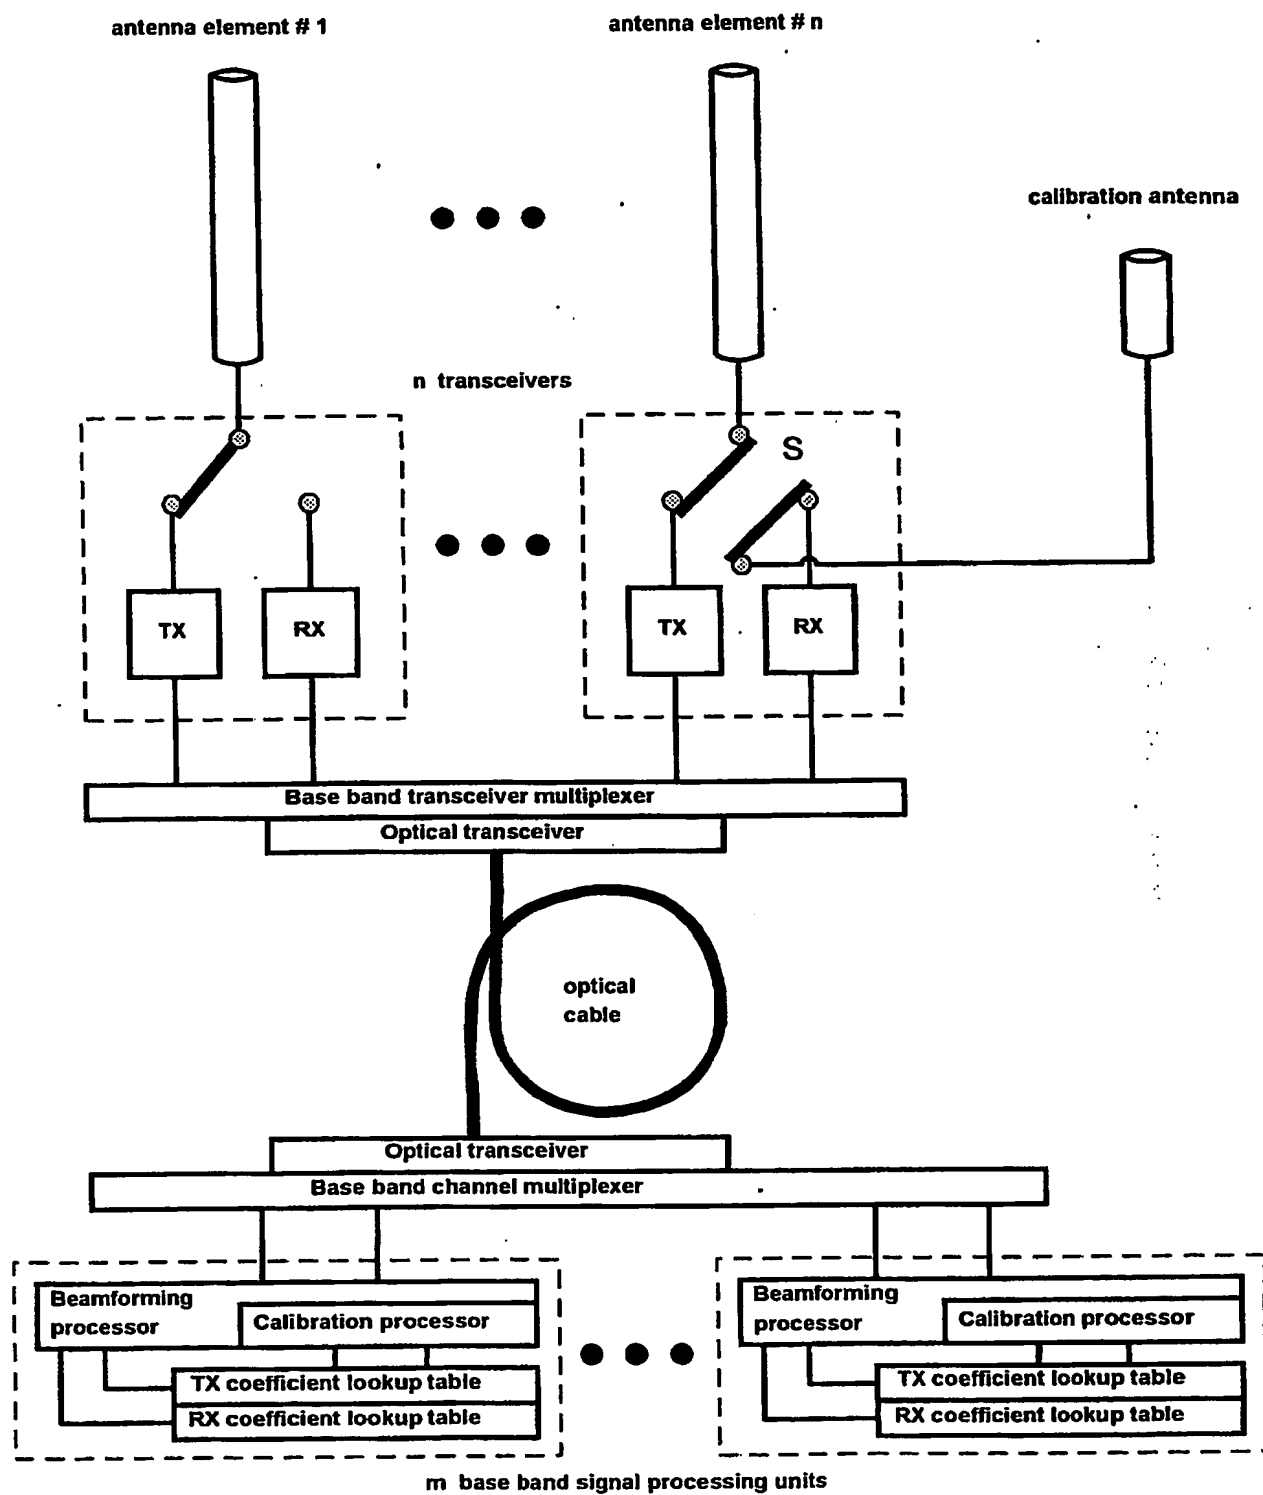 antenna element # 1
antenna element # n
calibration antenna
n transceivers
S
TX
RX
TX
RX
Base band transceiver multiplexer
Optical transceiver
optical
cable
Optical transceiver
Base band channel multiplexer
Beamforming
processor
Calibration processor
TX coefficient lookup table
RX coefficient lookup table
Beamforming
processor
Calibration processor
TX coefficient lookup table
RX coefficient lookup table
m base band signal processing units